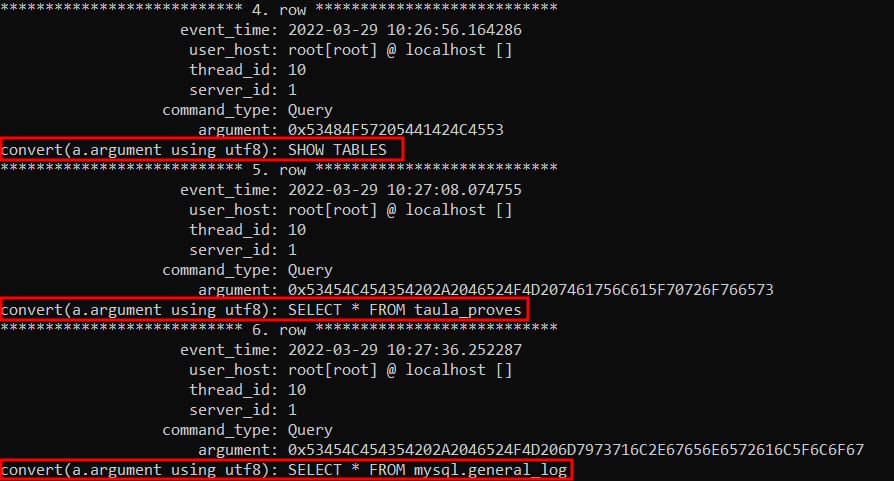 *************************** 4. row ***************************
event_time: 2022-03-29 10:26:56.164286
user_host: root[root] @ localhost []
thread_id: 10
server_id: 1
command_type: Query
argument: 0x53484F57205441424C4553
convert(a.argument using utf8): SHOW TABLES
*************************** 5. row ***************************
event_time: 2022-03-29 10:27:08.074755
user_host: root[root] @ localhost []
thread_id: 10
server_id: 1
command_type: Query
argument: 0x53454C454354202A2046524F4D207461756C615F70726F766573
convert(a.argument using utf8): SELECT * FROM taula_proves
*************************** 6. row ***************************
event_time: 2022-03-29 10:27:36.252287
user_host: root[root] @ localhost []
thread_id: 10
server_id: 1
command_type: Query
argument: 0x53454C454354202A2046524F4D206D7973716C2E67656E6572616C5F6C6F67
convert(a.argument using utf8): SELECT * FROM mysql.general_log